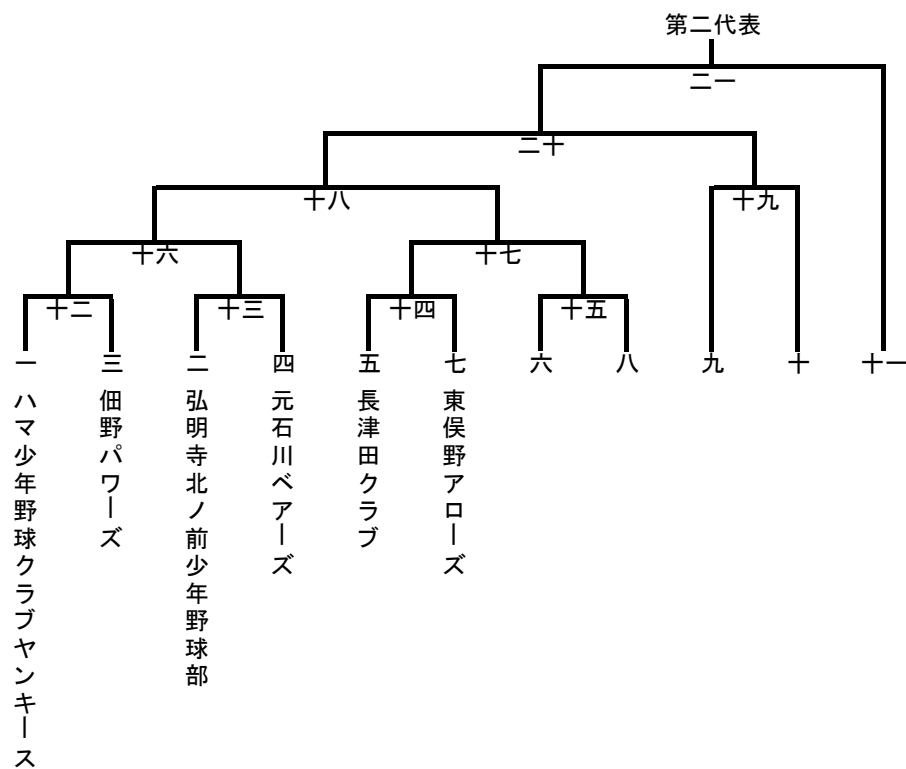 第二代表
二一
二十
十八
十九
十六
十七
十二
十三
十四
十五
一
三
二
四
五
七
六
八
九
十
十一
ハマ少年野球クラブヤンキース
佃野パワーズ
弘明寺北ノ前少年野球部
元石川ベアーズ
長津田クラブ
東俣野アローズ